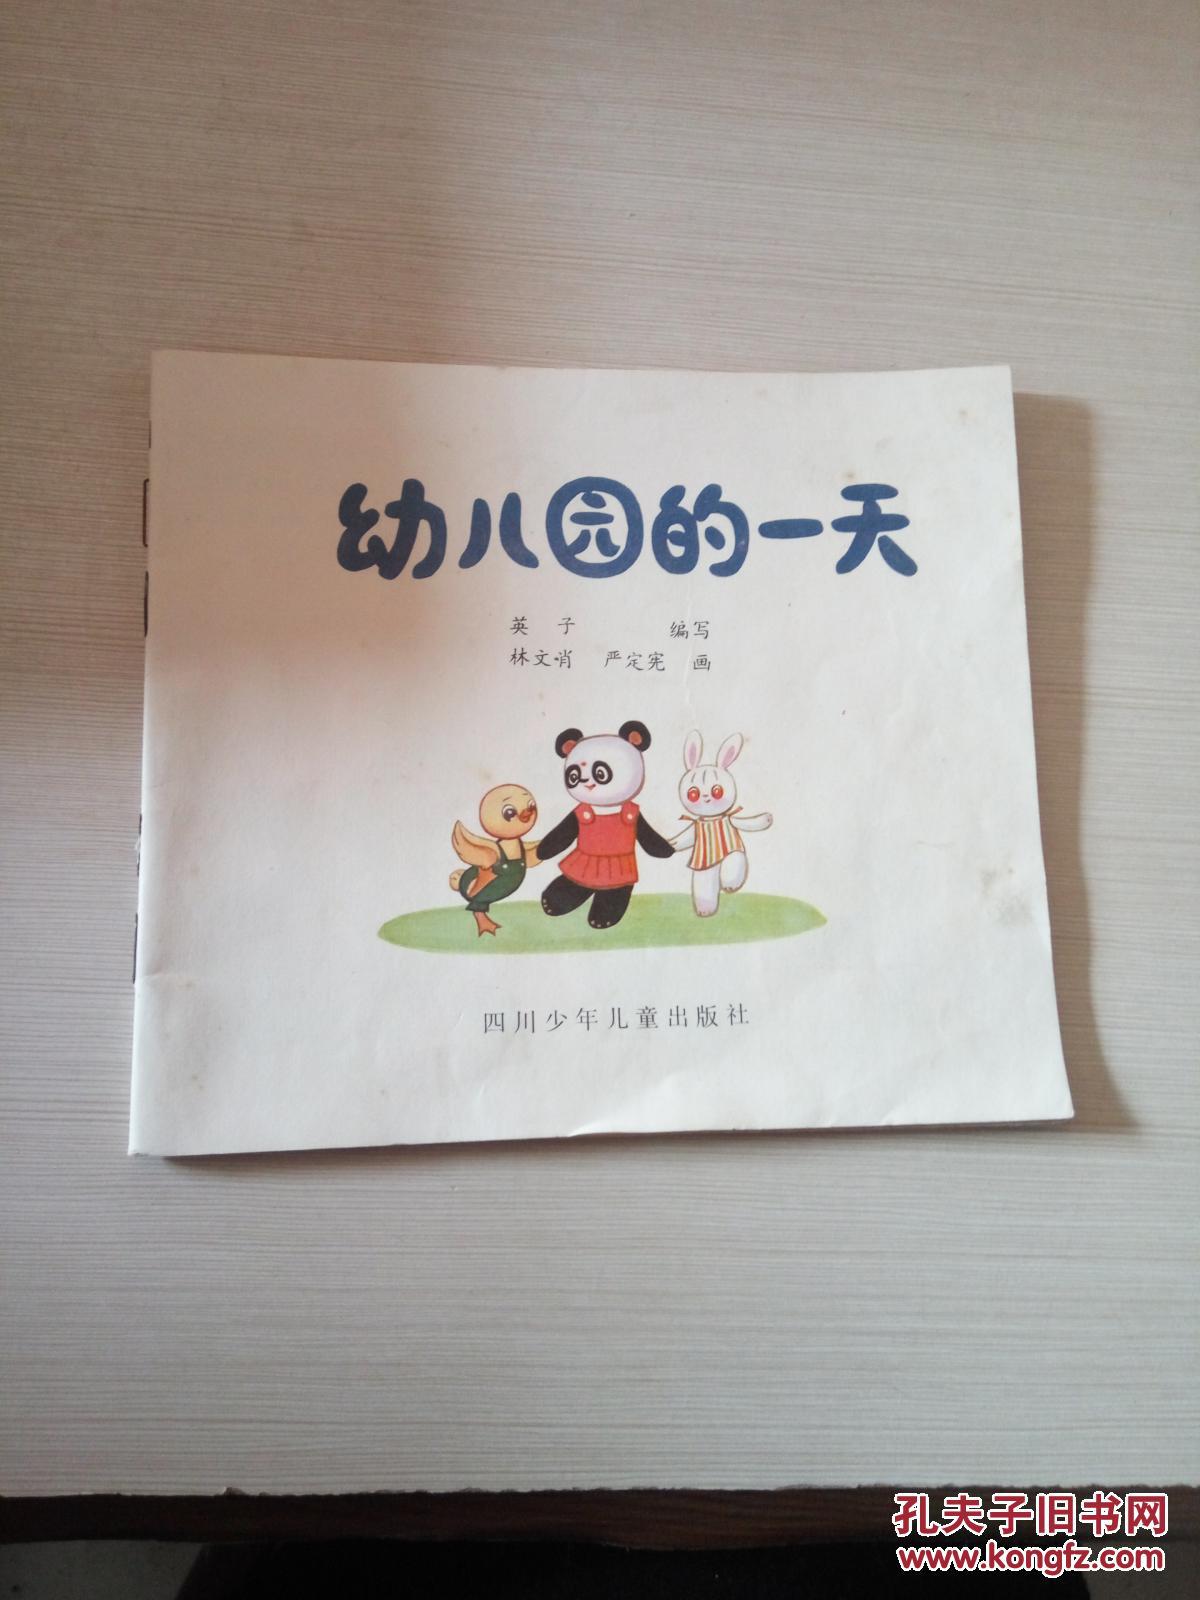 幼儿园的一天
英子 编写
林文肖 严定宪 画
四川少年儿童出版社
孔夫子旧书网
www.kongfz.com